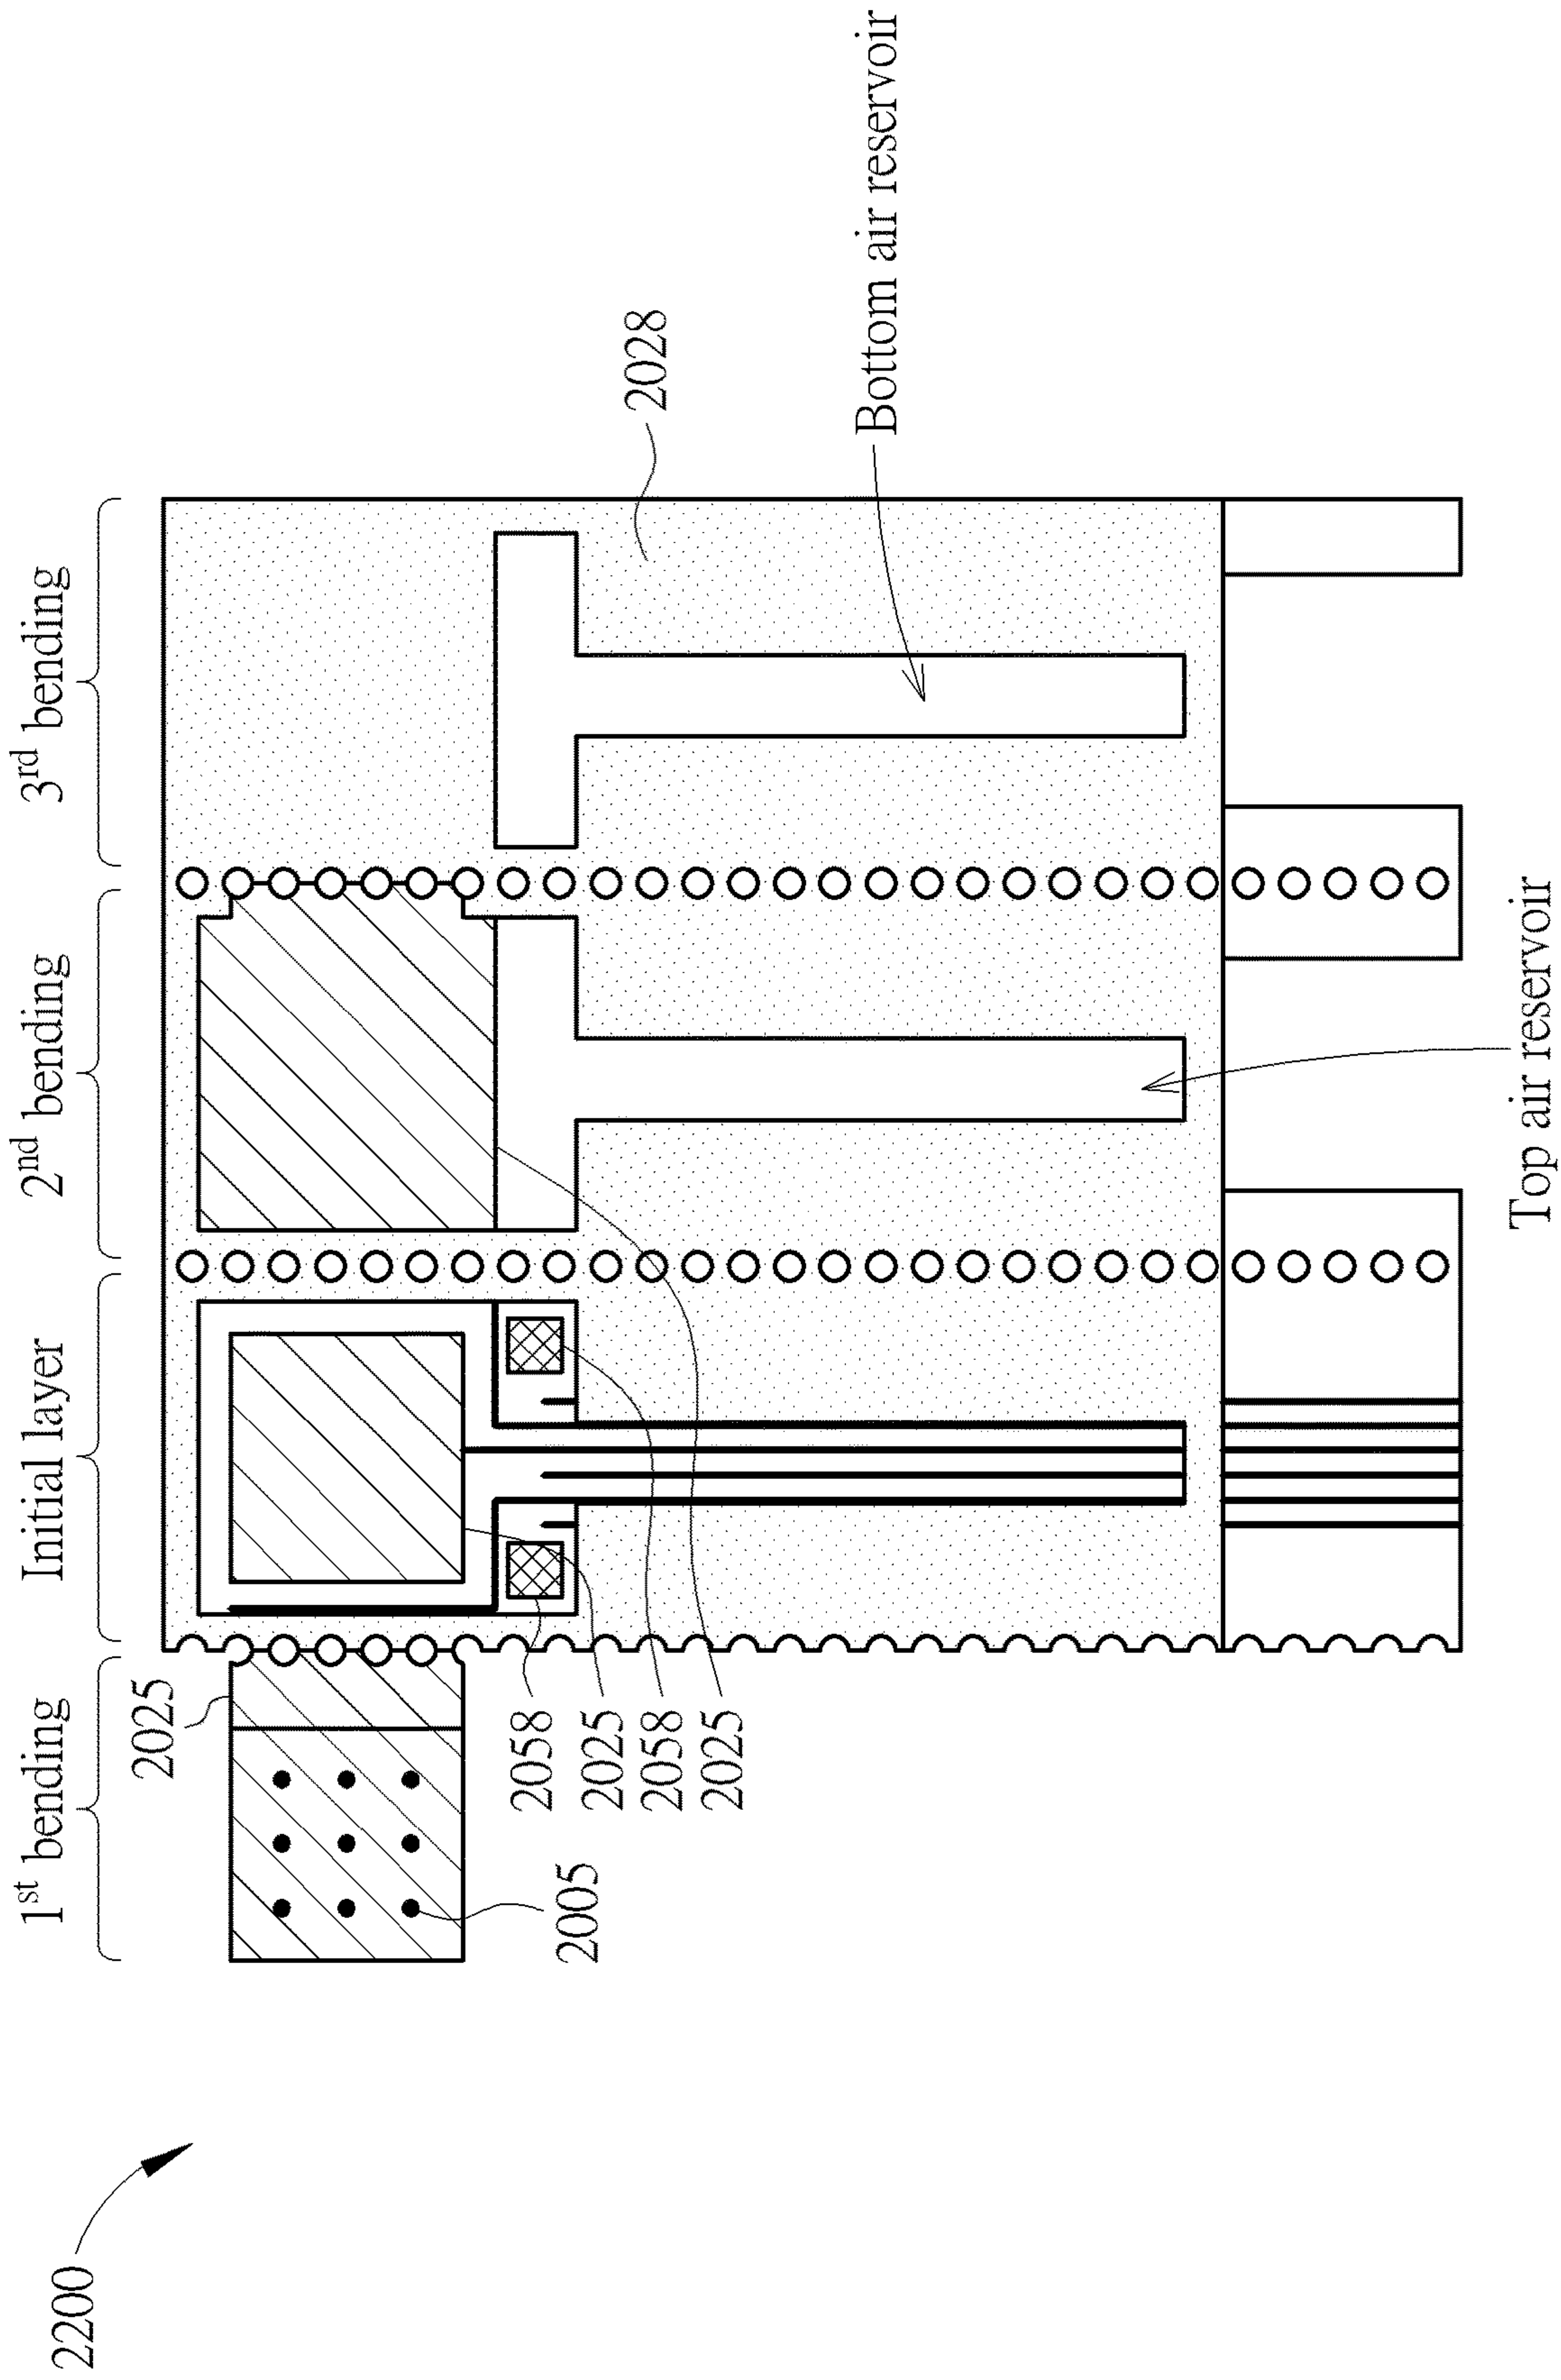 2200
1st bending
Initial layer
2nd bending
3rd bending
2025
2005
2058
2025
2058
2025
2028
Bottom air reservoir
Top air reservoir